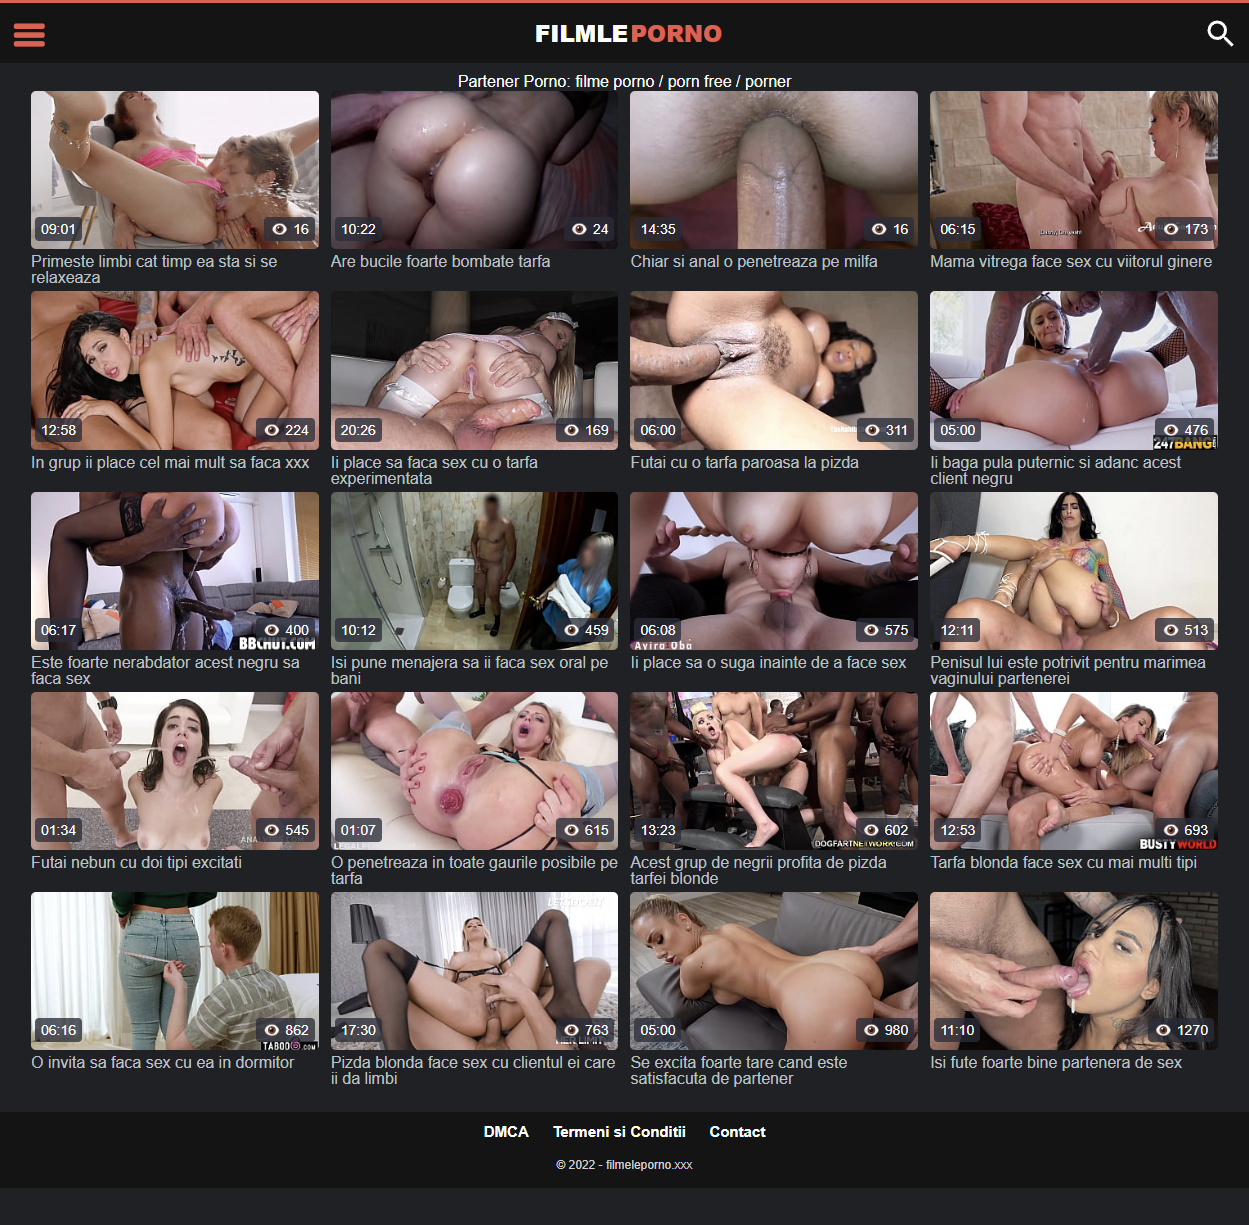 FILMLEPORNO
Partener Porno: filme porno / porn free / porner
09:01
16
10:22
24
14:35
16
06:15
173
Primeste limbi cat timp ea sta si se
relaxeaza
Are bucile foarte bombate tarfa
Chiar si anal o penetreaza pe milfa
Mama vitrega face sex cu viitorul ginere
12:58
224
20:26
169
06:00
311
05:00
476
247BANG!
In grup ii place cel mai mult sa faca xxx
Ii place sa faca sex cu o tarfa
experimentata
Futai cu o tarfa paroasa la pizda
Ii baga pula puternic si adanc acest
client negru
06:17
400
BBCHUT.COM
10:12
459
06:08
575
12:11
513
Este foarte nerabdator acest negru sa
faca sex
Isi pune menajera sa ii faca sex oral pe
bani
Ii place sa o suga inainte de a face sex
Penisul lui este potrivit pentru marimea
vaginului partenerei
01:34
545
01:07
615
13:23
602
DOGFARTNETWORK.COM
12:53
693
BUSTYWORLD
Futai nebun cu doi tipi excitati
O penetreaza in toate gaurile posibile pe
tarfa
Acest grup de negrii profita de pizda
tarfei blonde
Tarfa blonda face sex cu mai multi tipi
06:16
862
LETSDOEIT
17:30
763
05:00
980
11:10
1270
O invita sa faca sex cu ea in dormitor
Pizda blonda face sex cu clientul ei care
ii da limbi
Se excita foarte tare cand este
satisfacuta de partener
Isi fute foarte bine partenera de sex
DMCA Termeni si Conditii Contact
© 2022 - filmeleporno.xxx